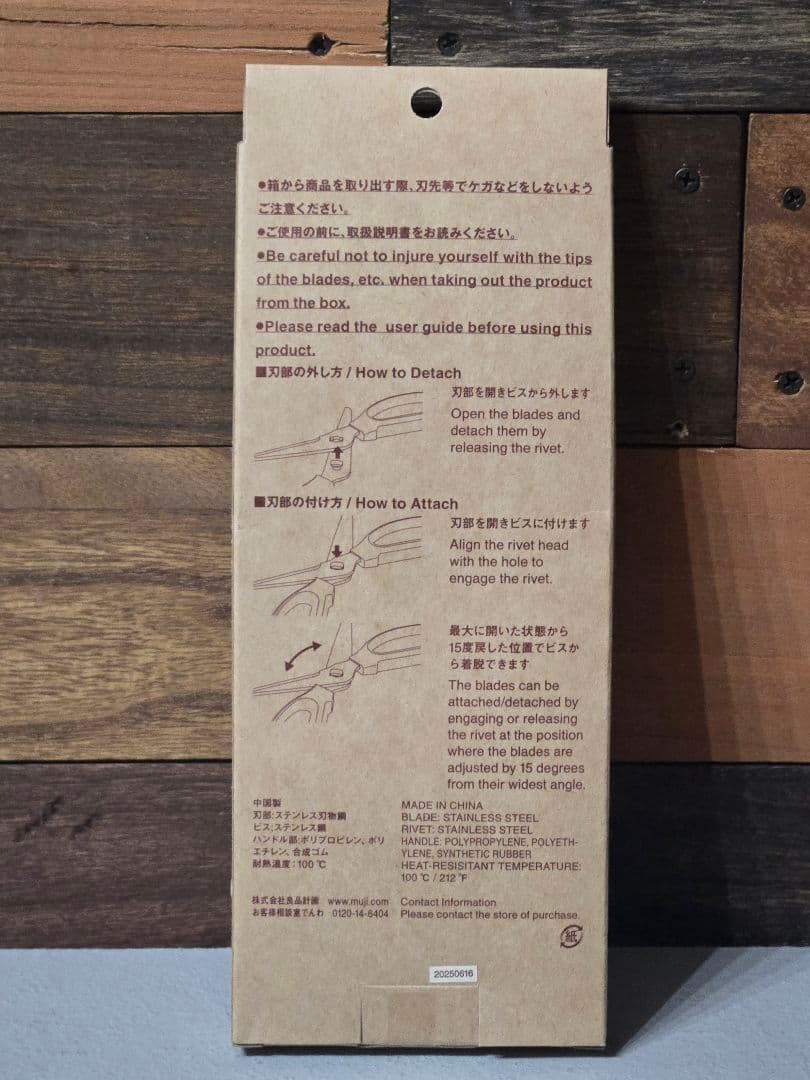 ●箱から商品を取り出す際、刃先等でケガなどをしないよう
ご注意ください。
●ご使用の前に、取扱説明書をお読みください。
●Be careful not to injure yourself with the tips
of the blades, etc. when taking out the product
from the box.
●Please read the user guide before using this
product.
■刃部の外し方 / How to Detach
刃部を開きビスから外します
Open the blades and
detach them by
releasing the rivet.
■刃部の付け方 / How to Attach
刃部を開きビスに付けます
Align the rivet head
with the hole to
engage the rivet.
最大に開いた状態から
15度戻した位置でビスか
ら着脱できます
The blades can be
attached/detached by
engaging or releasing
the rivet at the position
where the blades are
adjusted by 15 degrees
from their widest angle.
中国製
刃部:ステンレス刃物鋼
ビス:ステンレス鋼
ハンドル部:ポリプロピレン、ポリ
エチレン、合成ゴム
耐熱温度:100℃
MADE IN CHINA
BLADE: STAINLESS STEEL
RIVET: STAINLESS STEEL
HANDLE: POLYPROPYLENE, POLYETH-
YLENE, SYNTHETIC RUBBER
HEAT-RESISITANT TEMPERATURE:
100 ℃ / 212 ℉
株式会社良品計画 www.muji.com
お客様相談室でんわ 0120-14-6404
Contact Information
Please contact the store of purchase.
紙
20250616